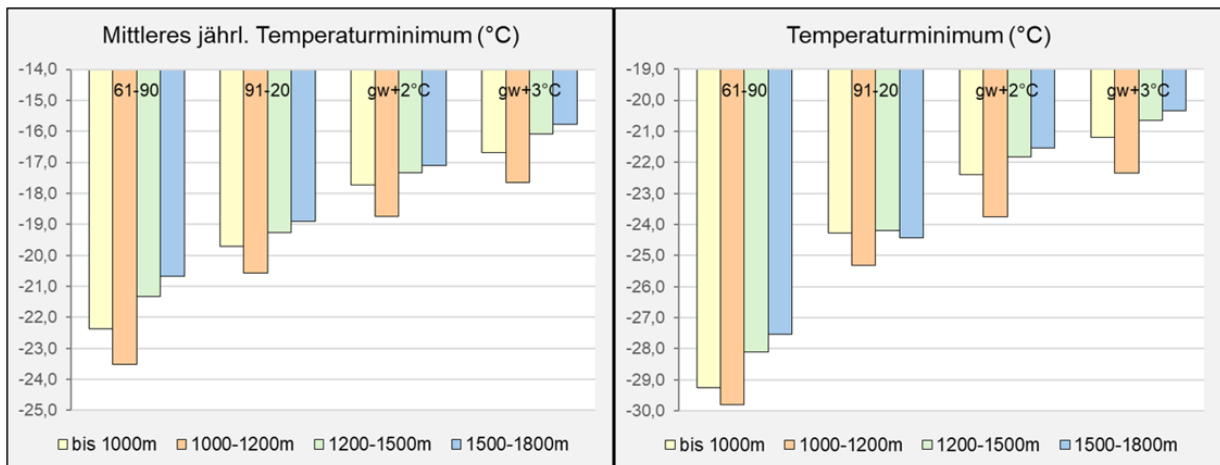 Mittleres jährl. Temperaturminimum (°C)
-14,0
-15,0
-16,0
-17,0
-18,0
-19,0
-20,0
-21,0
-22,0
-23,0
-24,0
-25,0
61-90
91-20
gw+2°C
gw+3°C
bis 1000m
1000-1200m
1200-1500m
1500-1800m
Temperaturminimum (°C)
-19,0
-20,0
-21,0
-22,0
-23,0
-24,0
-25,0
-26,0
-27,0
-28,0
-29,0
-30,0
61-90
91-20
gw+2°C
gw+3°C
bis 1000m
1000-1200m
1200-1500m
1500-1800m